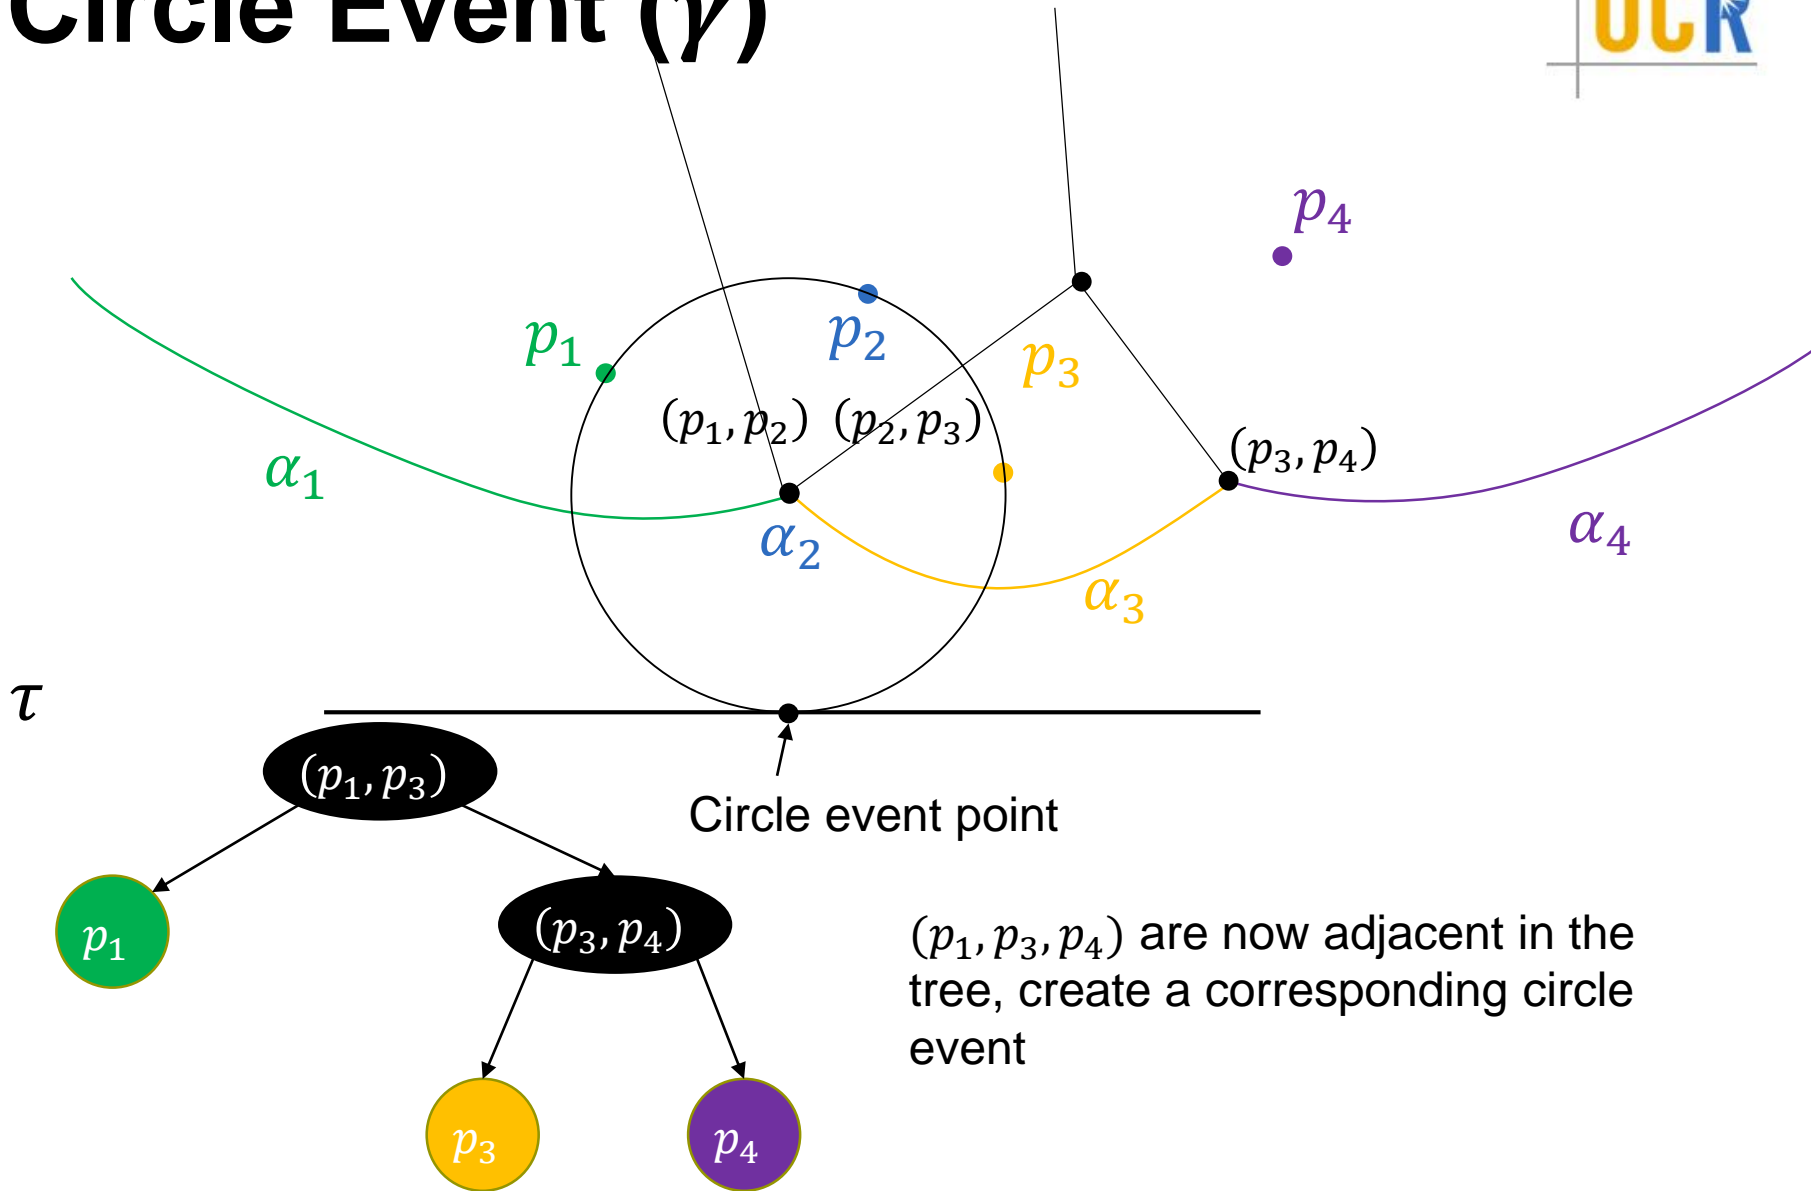 Circle Event (γ)
UCR
p₄
p₁
p₂
p₃
(p₁, p₂) (p₂, p₃)
(p₃, p₄)
α₁
α₂
α₄
α₃
τ
(p₁, p₃)
Circle event point
p₁
(p₃, p₄)
(p₁, p₃, p₄) are now adjacent in the
tree, create a corresponding circle
event
p₃
p₄